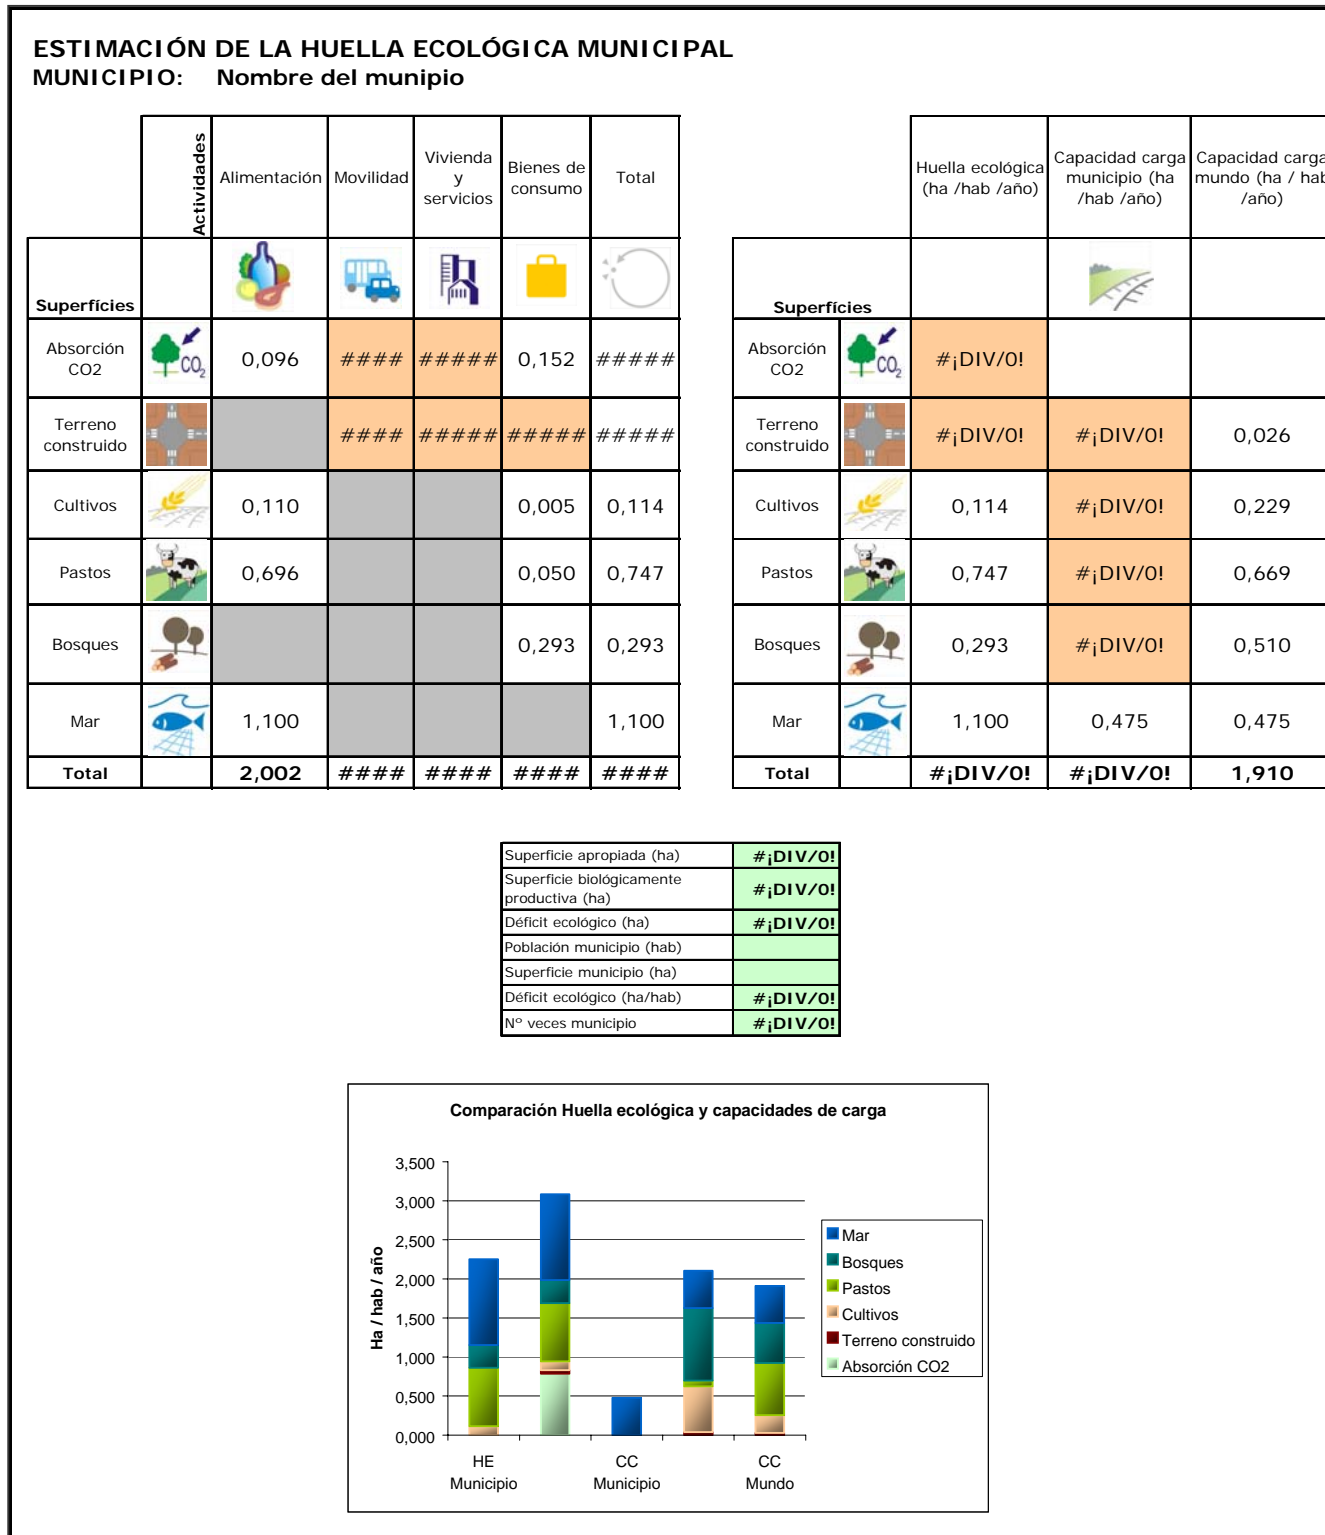 ESTIMACIÓN DE LA HUELLA ECOLÓGICA MUNICIPAL
MUNICIPIO: Nombre del munipio
Actividades
Alimentación
Movilidad
Vivienda
y
servicios
Bienes de
consumo
Total
Superfícies
Absorción
CO2
CO2
0,096 #### ##### 0,152 #####
Terreno
construido
#### ##### ##### #####
Cultivos 0,110 0,005 0,114
Pastos 0,696 0,050 0,747
Bosques 0,293 0,293
Mar 1,100 1,100
Total 2,002 #### #### #### ####
Huella ecológica
(ha /hab /año)
Capacidad carga
municipio (ha
/hab /año)
Capacidad carga
mundo (ha / hab
/año)
Superfícies
Absorción
CO2
CO2
#¡DIV/0!
Terreno
construido
#¡DIV/0! #¡DIV/0! 0,026
Cultivos 0,114 #¡DIV/0! 0,229
Pastos 0,747 #¡DIV/0! 0,669
Bosques 0,293 #¡DIV/0! 0,510
Mar 1,100 0,475 0,475
Total #¡DIV/0! #¡DIV/0! 1,910
Superficie apropiada (ha) #¡DIV/0!
Superficie biológicamente
productiva (ha)
#¡DIV/0!
Déficit ecológico (ha) #¡DIV/0!
Población municipio (hab)
Superficie municipio (ha)
Déficit ecológico (ha/hab) #¡DIV/0!
Nº veces municipio #¡DIV/0!
Comparación Huella ecológica y capacidades de carga
Ha / hab / año
3,500
3,000
2,500
2,000
1,500
1,000
0,500
0,000
HE
Municipio
CC
Municipio
CC
Mundo
Mar
Bosques
Pastos
Cultivos
Terreno construido
Absorción CO2